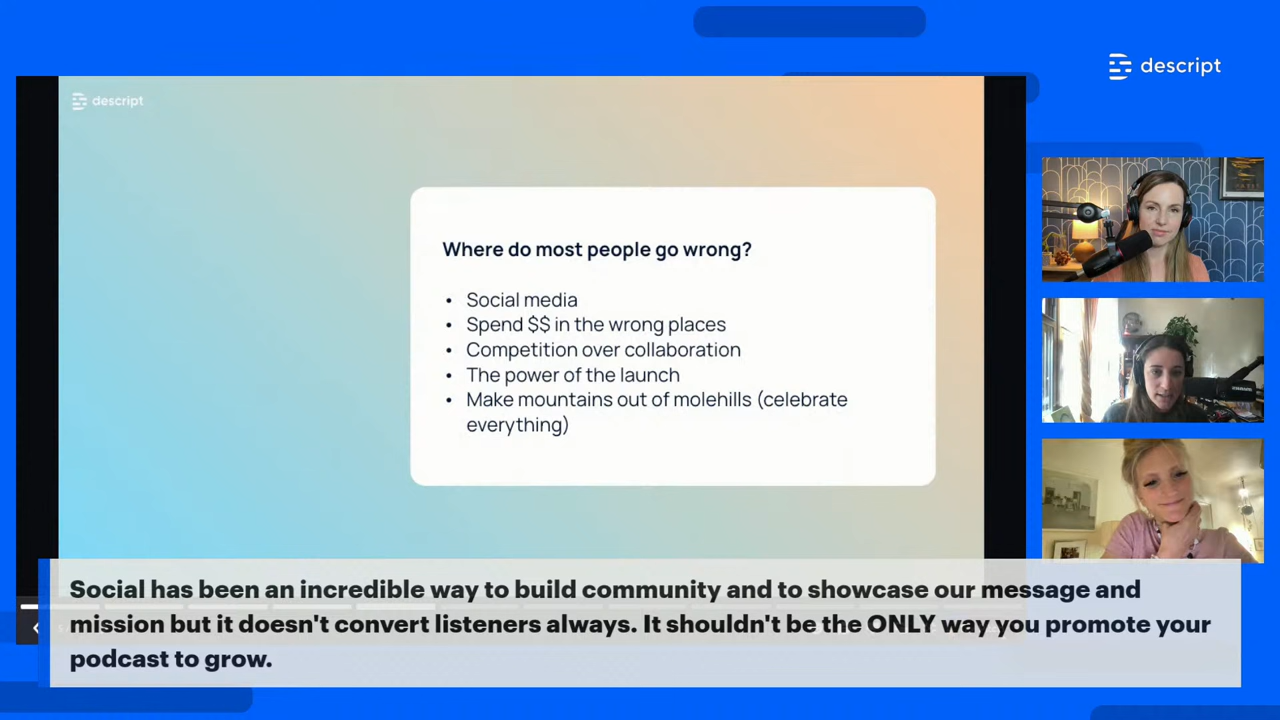 descript
descript
Where do most people go wrong?
• Social media
• Spend $$ in the wrong places
• Competition over collaboration
• The power of the launch
• Make mountains out of molehills (celebrate
everything)
Social has been an incredible way to build community and to showcase our message and
mission but it doesn't convert listeners always. It shouldn't be the ONLY way you promote your
podcast to grow.